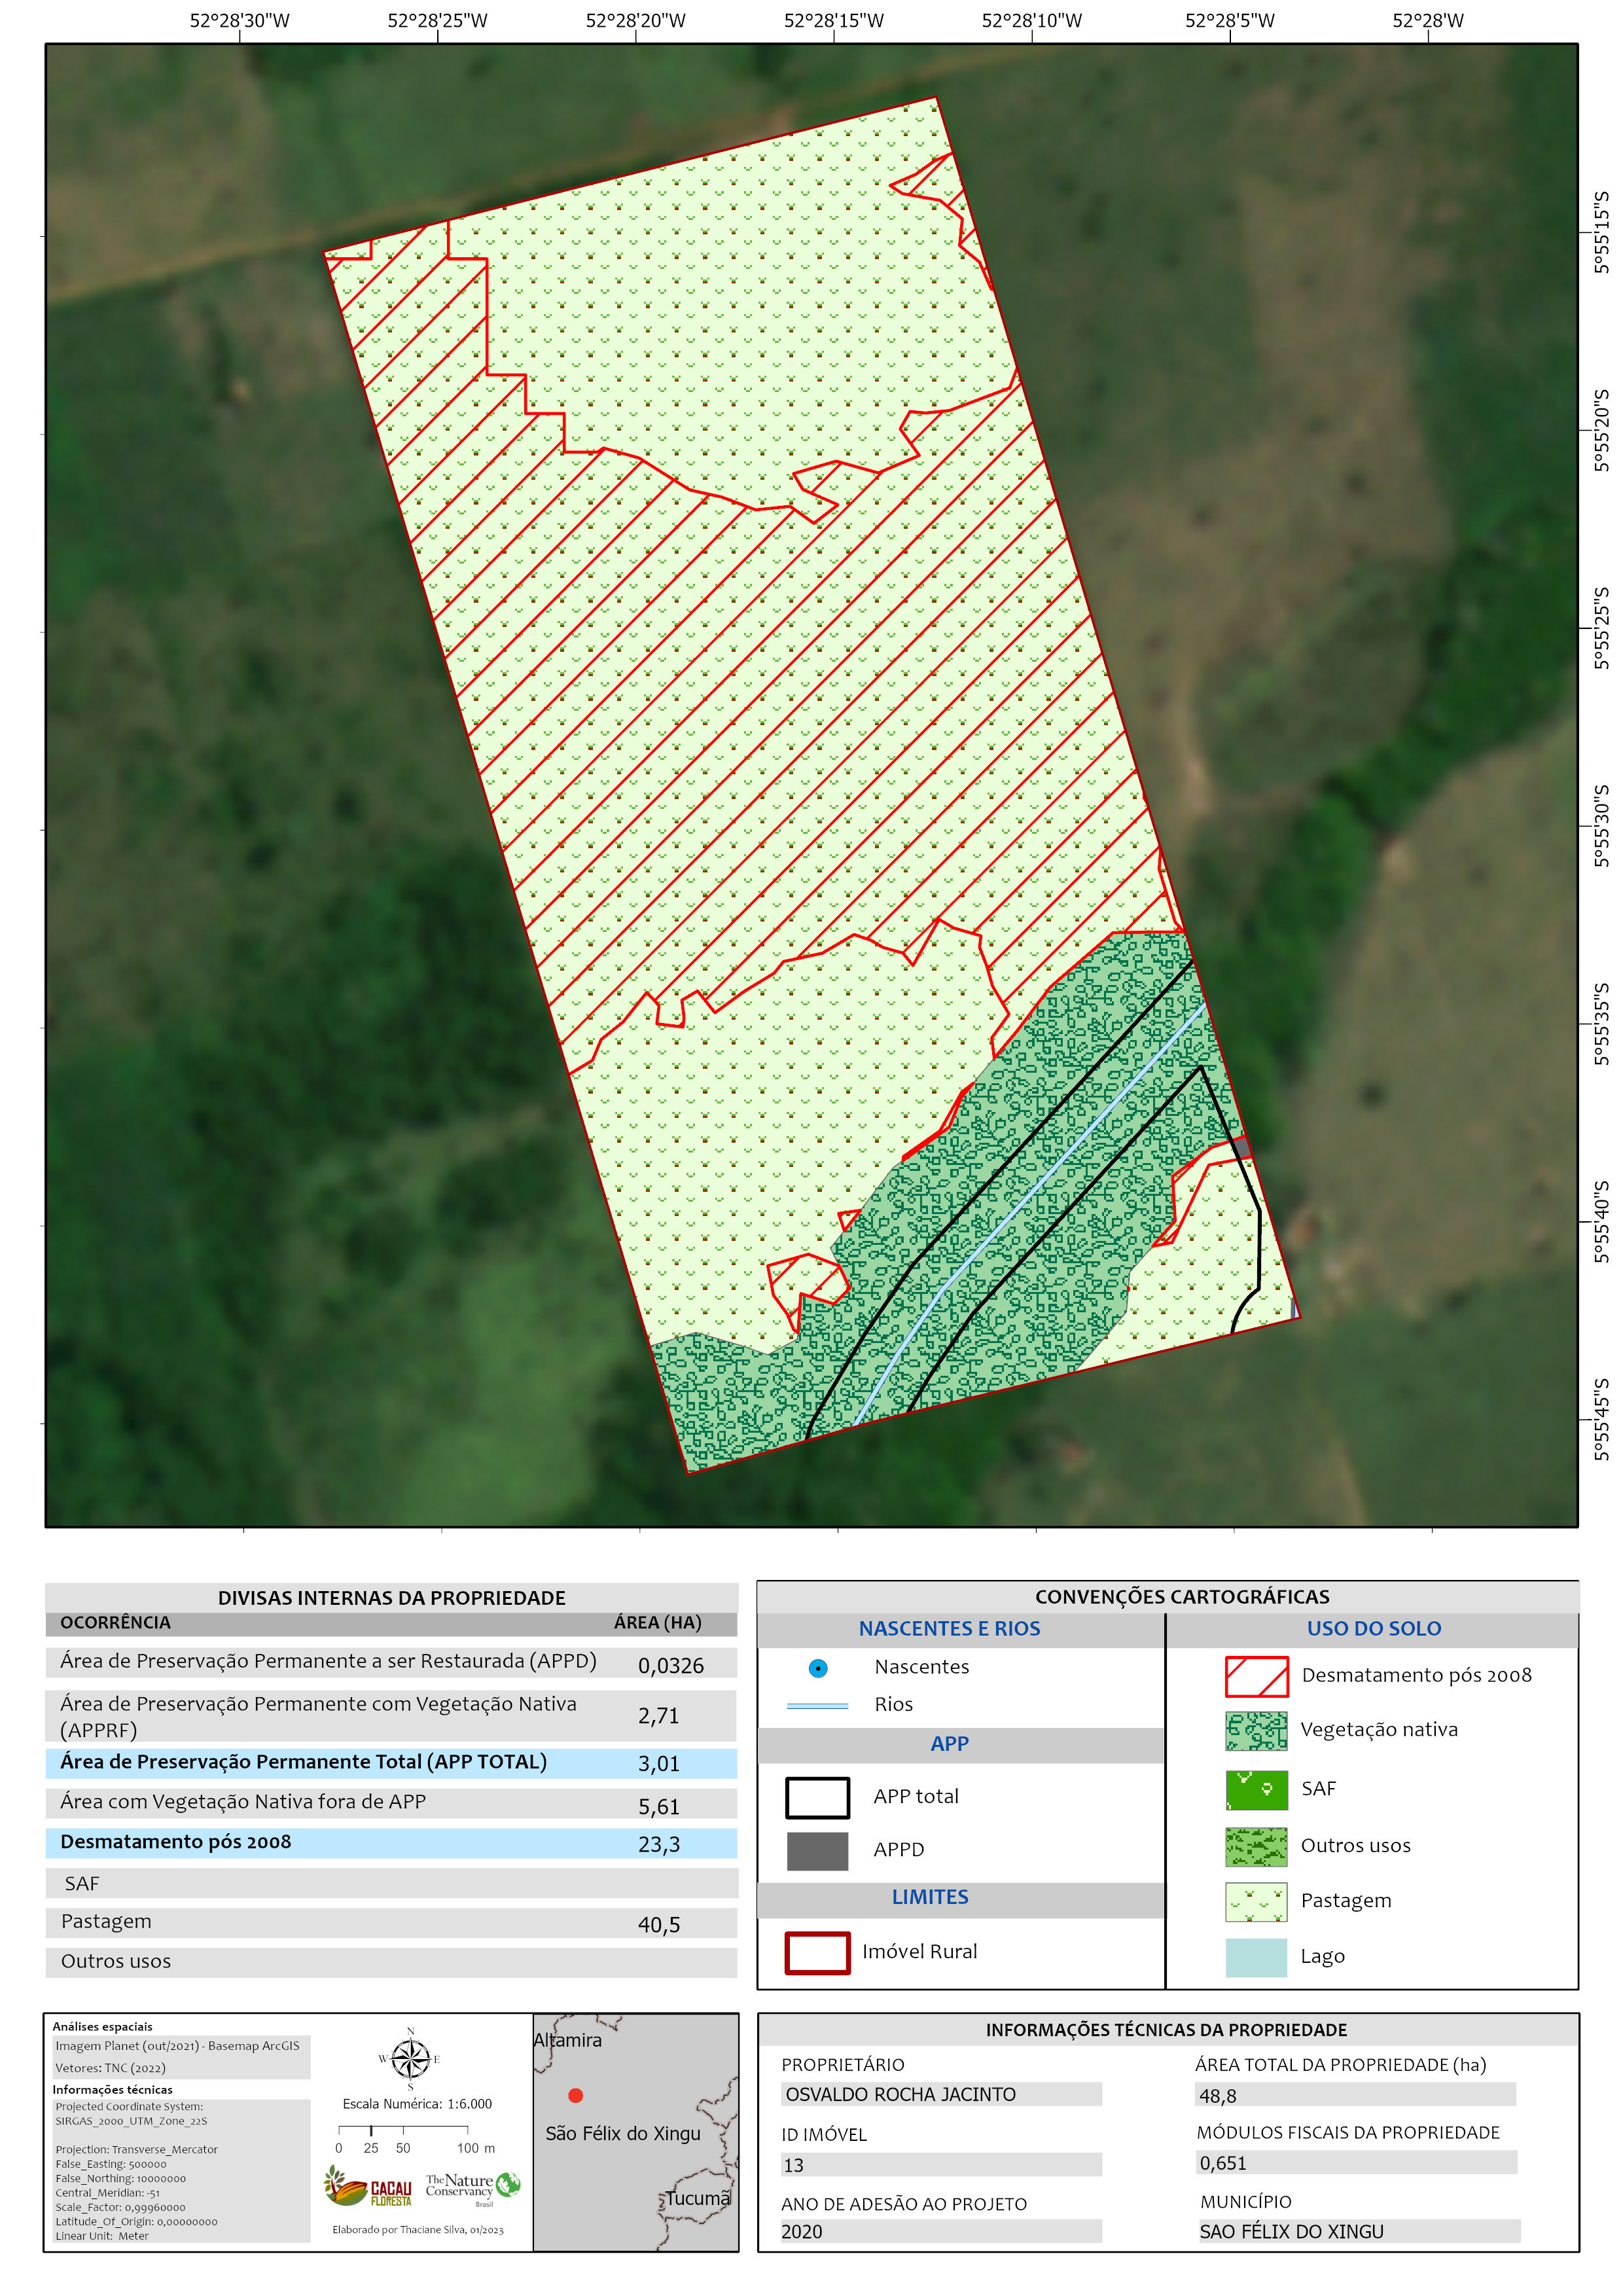 52°28'30"W 52°28'25"W 52°28'20"W 52°28'15"W 52°28'10"W 52°28'5"W 52°28'W
5°55'15"S
5°55'20"S
5°55'25"S
5°55'30"S
5°55'35"S
5°55'40"S
5°55'45"S
DIVISAS INTERNAS DA PROPRIEDADE
OCORRÊNCIA ÁREA (HA)
Área de Preservação Permanente a ser Restaurada (APPD) 0,0326
Área de Preservação Permanente com Vegetação Nativa
(APPRF) 2,71
Área de Preservação Permanente Total (APP TOTAL) 3,01
Área com Vegetação Nativa fora de APP 5,61
Desmatamento pós 2008 23,3
SAF
Pastagem 40,5
Outros usos
CONVENÇÕES CARTOGRÁFICAS
NASCENTES E RIOS
Nascentes
Rios
APP
APP total
APPD
LIMITES
Imóvel Rural
USO DO SOLO
Desmatamento pós 2008
Vegetação nativa
SAF
Outros usos
Pastagem
Lago
Análises espaciais
Imagem Planet (out/2021) - Basemap ArcGIS
Vetores: TNC (2022)
Informações técnicas
Projected Coordinate System:
SIRGAS_2000_UTM_Zone_22S
Projection: Transverse_Mercator
False_Easting: 500000
False_Northing: 10000000
Central_Meridian: -51
Scale_Factor: 0,99960000
Latitude_Of_Origin: 0,00000000
Linear Unit: Meter
N
W E
S
Escala Numérica: 1:6.000
0 25 50 100 m
CACAU
FLORESTA
The Nature
Conservancy
Brasil
Elaborado por Thaciane Silva, 01/2023
Altamira
São Félix do Xingu
Tucumã
INFORMAÇÕES TÉCNICAS DA PROPRIEDADE
PROPRIETÁRIO
OSVALDO ROCHA JACINTO
ID IMÓVEL
13
ANO DE ADESÃO AO PROJETO
2020
ÁREA TOTAL DA PROPRIEDADE (ha)
48,8
MÓDULOS FISCAIS DA PROPRIEDADE
0,651
MUNICÍPIO
SAO FÉLIX DO XINGU